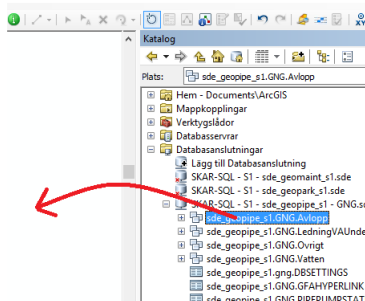 Katalog
Plats:
sde_geopipe_s1.GNG.Avlopp
Hem - Documents\ArcGIS
Mappkopplingar
Verktygslådor
Databasservrar
Databasanslutningar
Lägg till Databasanslutning
SKAR-SQL - S1 - sde_geomaint_s1.sde
SKAR-SQL - S1 - sde_geopark_s1.sde
SKAR-SQL - S1 - sde_geopipe_s1 - GNG.sd
sde_geopipe_s1.GNG.Avlopp
sde_geopipe_s1.GNG.LedningVAUnde
sde_geopipe_s1.GNG.Ovrigt
sde_geopipe_s1.GNG.Vatten
sde_geopipe_s1.gng.DBSETTINGS
sde_geopipe_s1.GNG.GFAHYPERLINK
sde_geopipe_s1.GNG.PIPEPUMPSTAT